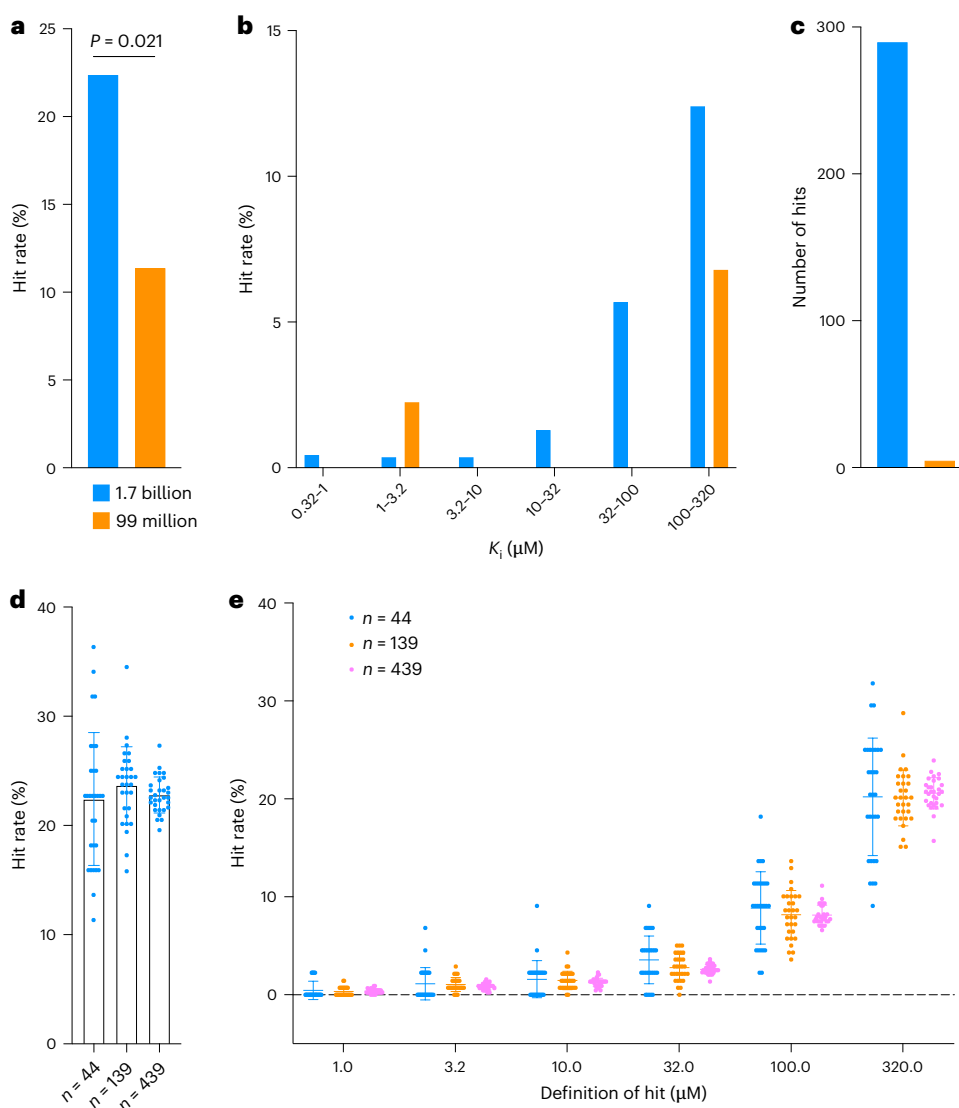 a
25
20
15
10
5
0
Hit rate (%)
P = 0.021
1.7 billion
99 million
b
15
10
5
0
Hit rate (%)
0.32–1
1–3.2
3.2–10
10–32
32–100
100–320
Ki (μM)
c
300
200
100
0
Number of hits
d
40
30
20
10
0
Hit rate (%)
n = 44
n = 139
n = 439
e
40
30
20
10
0
Hit rate (%)
n = 44
n = 139
n = 439
1.0
3.2
10.0
32.0
100.0
320.0
Definition of hit (μM)